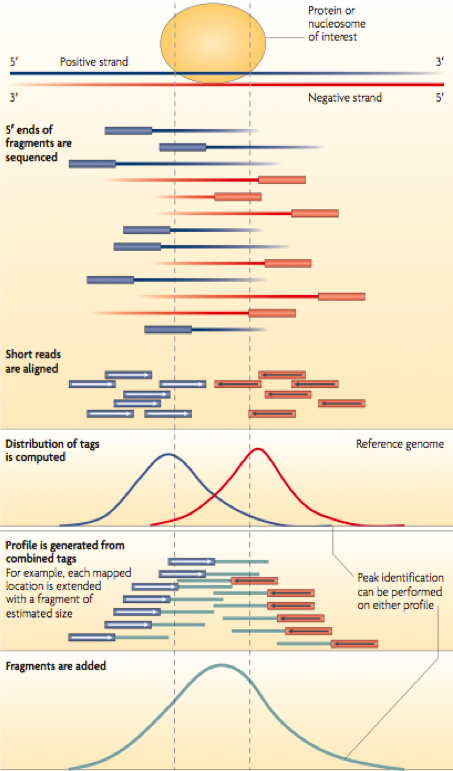 Protein or
nucleosome
of interest
5′ Positive strand 3′
3′ Negative strand 5′
5′ ends of
fragments are
sequenced
Short reads
are aligned
Distribution of tags
is computed
Reference genome
Profile is generated from
combined tags
For example, each mapped
location is extended
with a fragment of
estimated size
Peak identification
can be performed
on either profile
Fragments are added